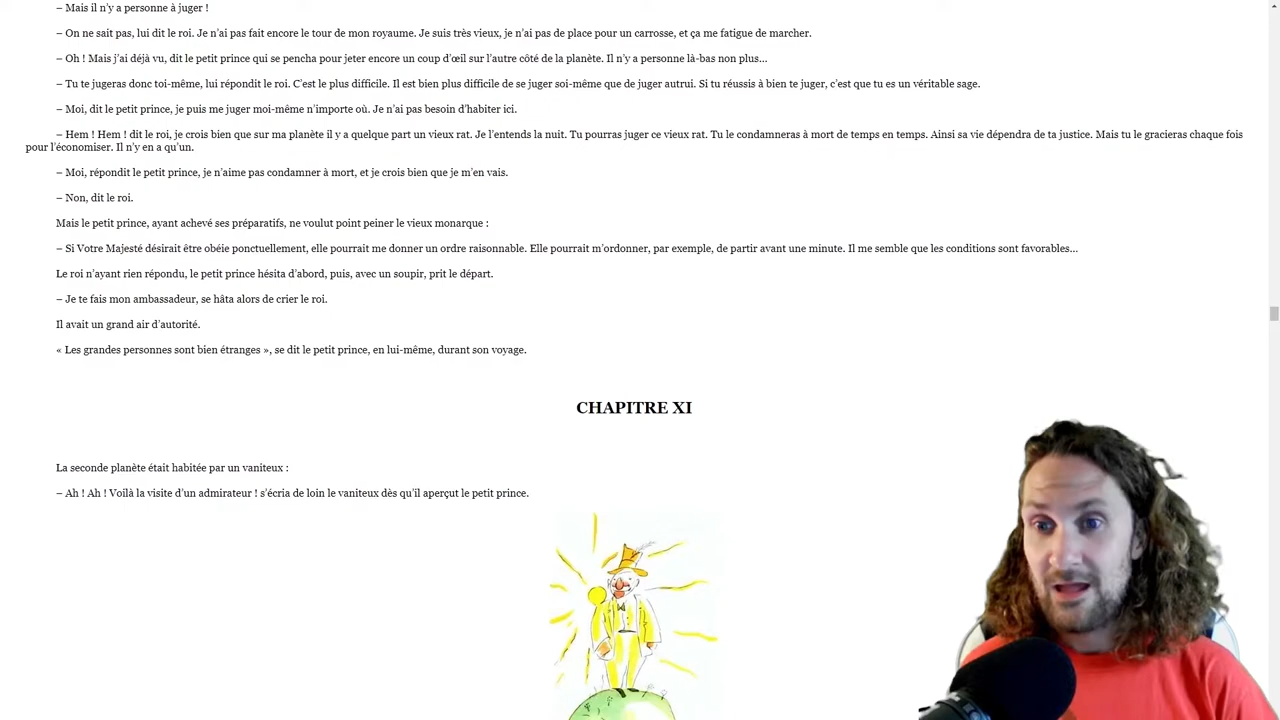 – Mais il n’y a personne à juger !
– On ne sait pas, lui dit le roi. Je n’ai pas fait encore le tour de mon royaume. Je suis très vieux, je n’ai pas de place pour un carrosse, et ça me fatigue de marcher.
– Oh ! Mais j’ai déjà vu, dit le petit prince qui se pencha pour jeter encore un coup d’œil sur l’autre côté de la planète. Il n’y a personne là-bas non plus…
– Tu te jugeras donc toi-même, lui répondit le roi. C’est le plus difficile. Il est bien plus difficile de se juger soi-même que de juger autrui. Si tu réussis à bien te juger, c’est que tu es un véritable sage.
– Moi, dit le petit prince, je puis me juger moi-même n’importe où. Je n’ai pas besoin d’habiter ici.
– Hem ! Hem ! dit le roi, je crois bien que sur ma planète il y a quelque part un vieux rat. Je l’entends la nuit. Tu pourras juger ce vieux rat. Tu le condamneras à mort de temps en temps. Ainsi sa vie dépendra de ta justice. Mais tu le gracieras chaque fois
pour l’économiser. Il n’y en a qu’un.
– Moi, répondit le petit prince, je n’aime pas condamner à mort, et je crois bien que je m’en vais.
– Non, dit le roi.
Mais le petit prince, ayant achevé ses préparatifs, ne voulut point peiner le vieux monarque :
– Si Votre Majesté désirait être obéie ponctuellement, elle pourrait me donner un ordre raisonnable. Elle pourrait m’ordonner, par exemple, de partir avant une minute. Il me semble que les conditions sont favorables…
Le roi n’ayant rien répondu, le petit prince hésita d’abord, puis, avec un soupir, prit le départ.
– Je te fais mon ambassadeur, se hâta alors de crier le roi.
Il avait un grand air d’autorité.
« Les grandes personnes sont bien étranges », se dit le petit prince, en lui-même, durant son voyage.
CHAPITRE XI
La seconde planète était habitée par un vaniteux :
– Ah ! Ah ! Voilà la visite d’un admirateur ! s’écria de loin le vaniteux dès qu’il aperçut le petit prince.